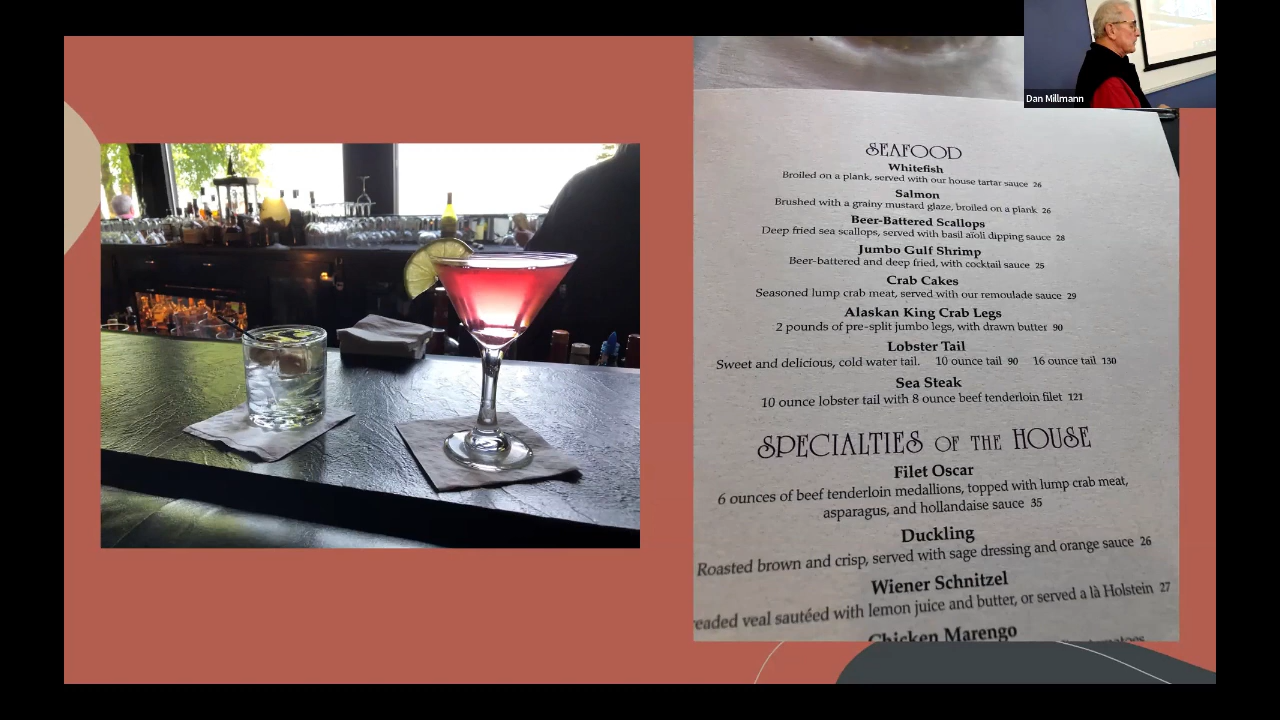 Dan Millmann
SEAFOOD
Whitefish
Broiled on a plank, served with our house tartar sauce 26
Salmon
Brushed with a grainy mustard glaze, broiled on a plank 26
Beer-Battered Scallops
Deep fried sea scallops, served with basil aïoli dipping sauce 28
Jumbo Gulf Shrimp
Beer-battered and deep fried, with cocktail sauce 25
Crab Cakes
Seasoned lump crab meat, served with our remoulade sauce 29
Alaskan King Crab Legs
2 pounds of pre-split jumbo legs, with drawn butter 90
Lobster Tail
Sweet and delicious, cold water tail. 10 ounce tail 90 16 ounce tail 130
Sea Steak
10 ounce lobster tail with 8 ounce beef tenderloin filet 121
SPECIALTIES OF THE HOUSE
Filet Oscar
6 ounces of beef tenderloin medallions, topped with lump crab meat,
asparagus, and hollandaise sauce 35
Duckling
Roasted brown and crisp, served with sage dressing and orange sauce 26
Wiener Schnitzel
readed veal sautéed with lemon juice and butter, or served a là Holstein 27
Chicken Marengo